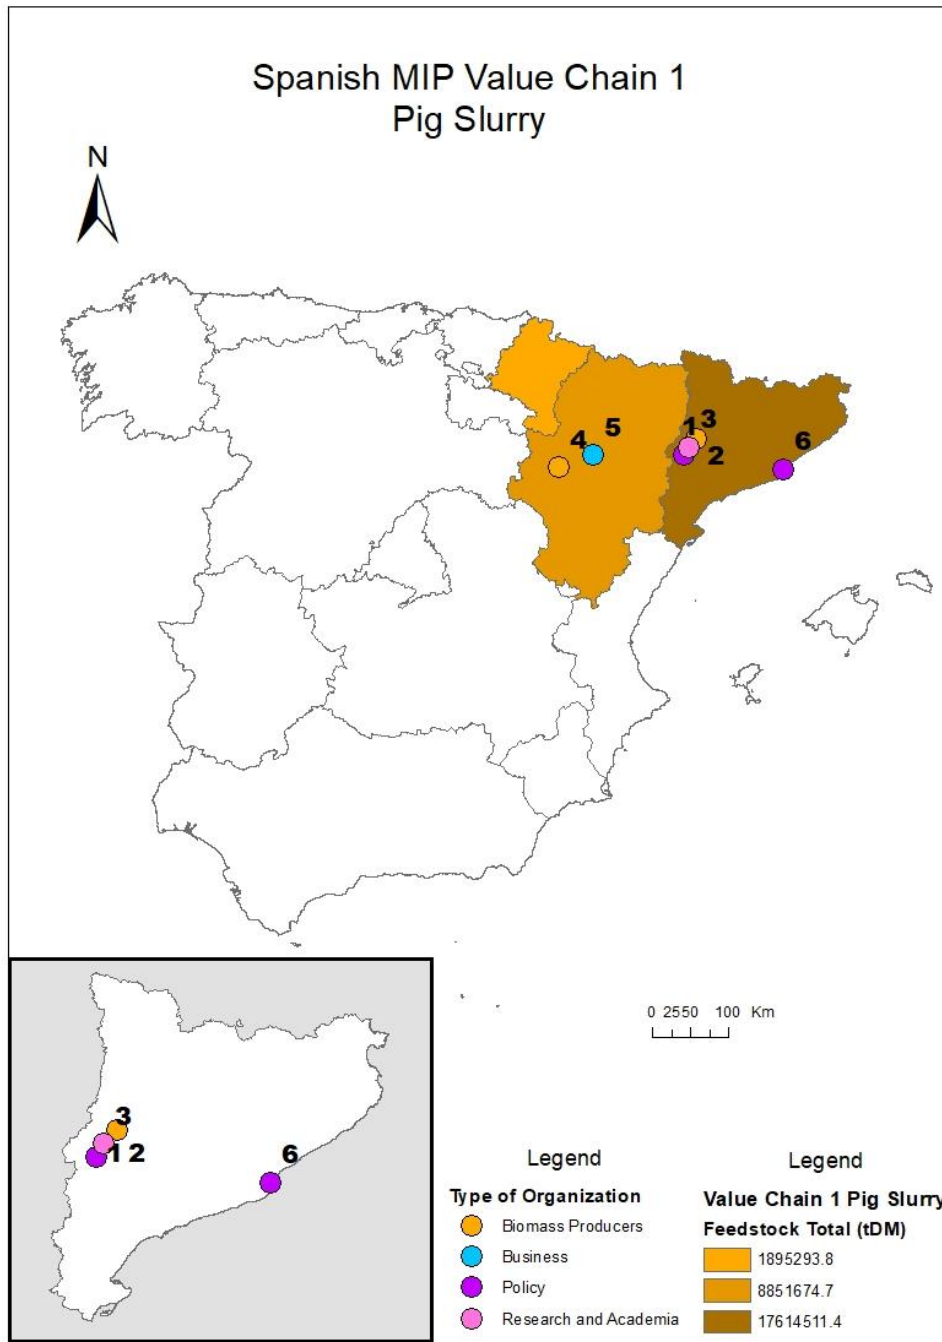 Spanish MIP Value Chain 1
Pig Slurry
N
5
4
1 3
2
6
0 2550 100 Km
3
1 2
6
Legend
Type of Organization
Biomass Producers
Business
Policy
Research and Academia
Legend
Value Chain 1 Pig Slurry
Feedstock Total (tDM)
1895293.8
8851674.7
17614511.4